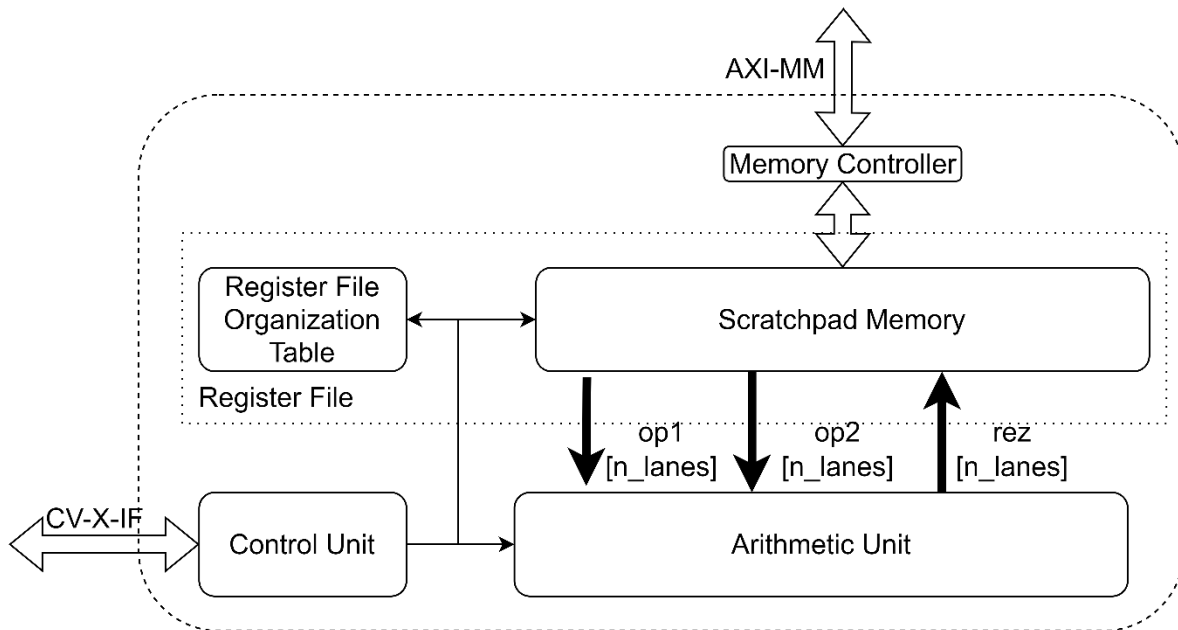 AXI-MM
Memory Controller
Register File
Organization
Table
Scratchpad Memory
Register File
op1
[n_lanes]
op2
[n_lanes]
rez
[n_lanes]
CV-X-IF
Control Unit
Arithmetic Unit